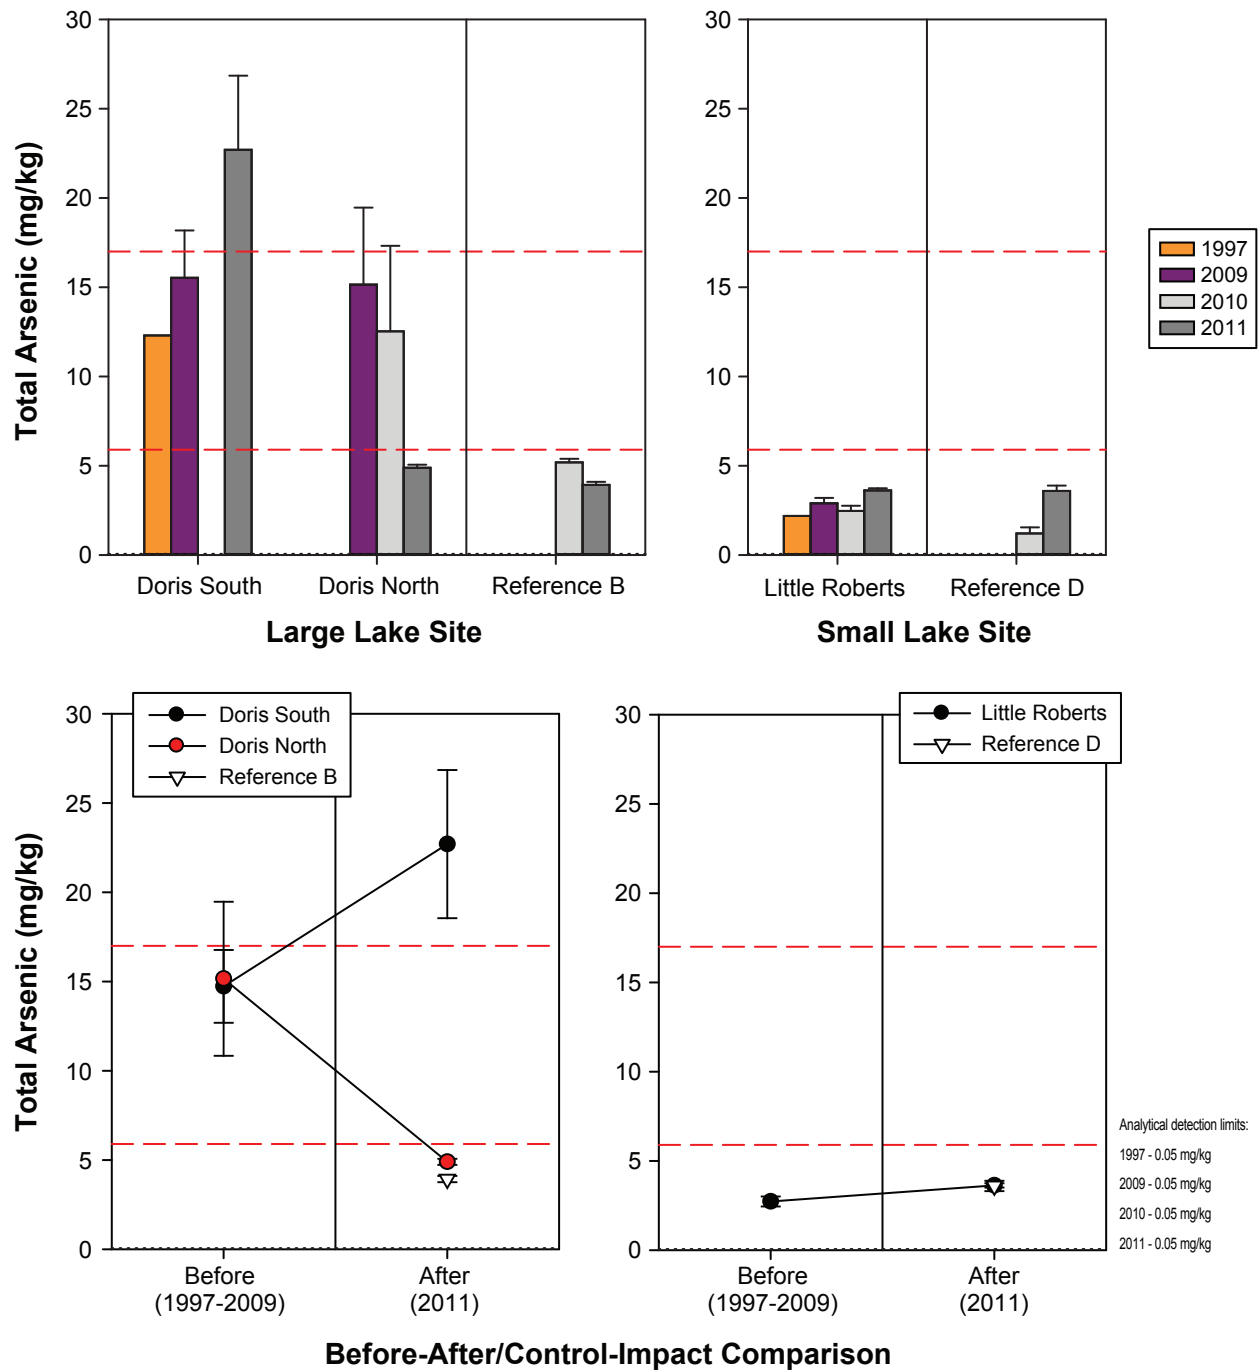 30
25
20
15
10
5
0
Total Arsenic (mg/kg)
Doris South
Doris North
Reference B
Large Lake Site
30
25
20
15
10
5
0
Little Roberts
Reference D
Small Lake Site
1997
2009
2010
2011
Doris South
Doris North
Reference B
30
25
20
15
10
5
0
Total Arsenic (mg/kg)
Before
(1997-2009)
After
(2011)
Little Roberts
Reference D
30
25
20
15
10
5
0
Before
(1997-2009)
After
(2011)
Analytical detection limits:
1997 - 0.05 mg/kg
2009 - 0.05 mg/kg
2010 - 0.05 mg/kg
2011 - 0.05 mg/kg
Before-After/Control-Impact Comparison